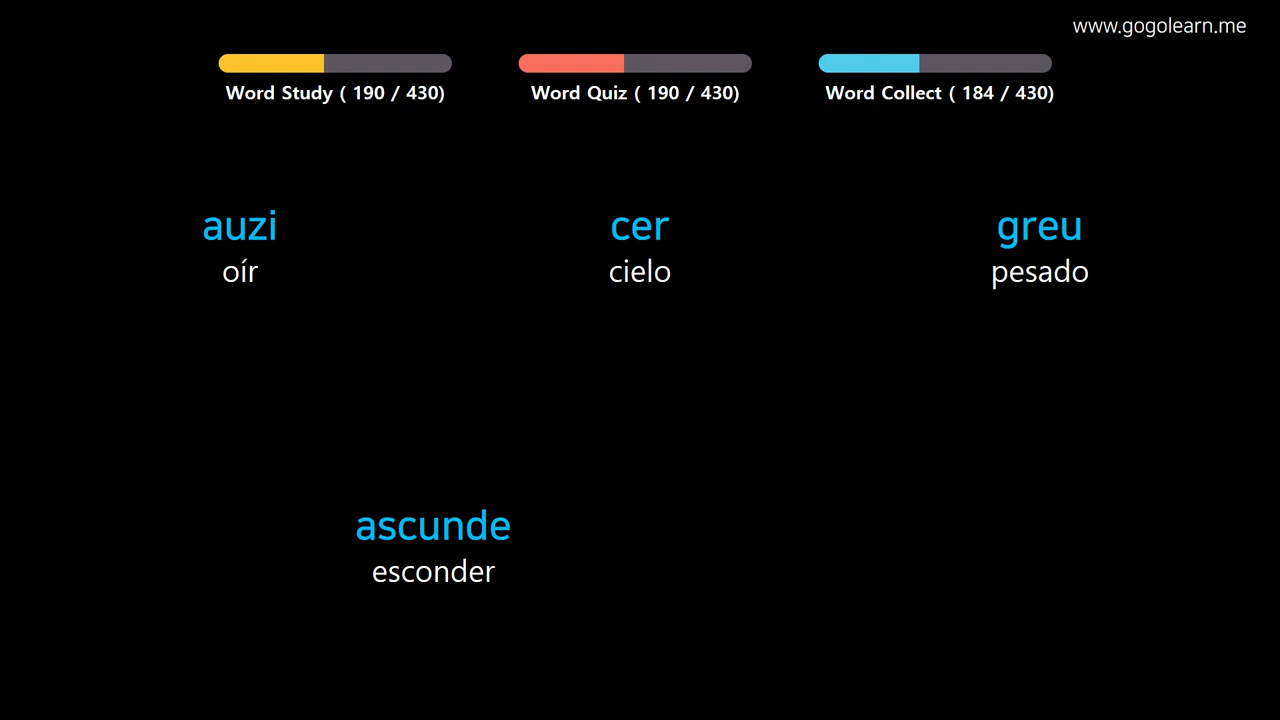 www.gogolearn.me
Word Study ( 190 / 430)
Word Quiz ( 190 / 430)
Word Collect ( 184 / 430)
auzi
oír
cer
cielo
greu
pesado
ascunde
esconder